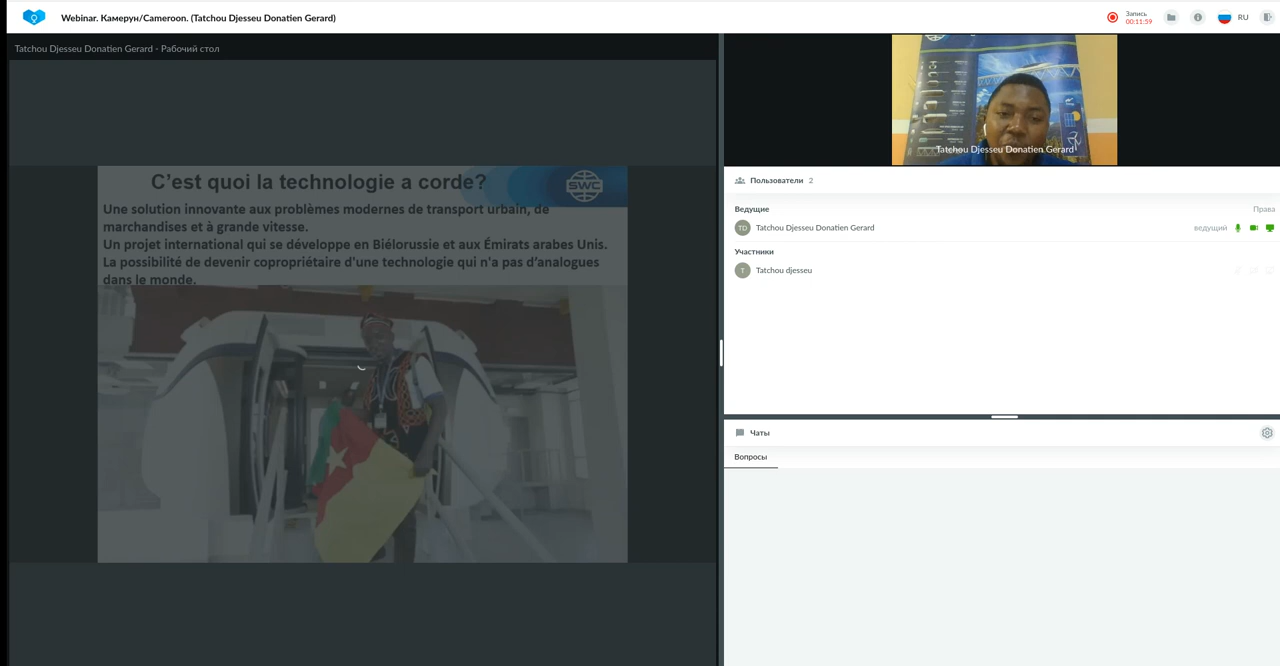 Webinar. Камерун/Cameroon. (Tatchou Djesseu Donatien Gerard)
Запись
00:11:59
RU
Tatchou Djesseu Donatien Gerard - Рабочий стол
C’est quoi la technologie a corde?
SWC
Une solution innovante aux problèmes modernes de transport urbain, de
marchandises et à grande vitesse.
Un projet international qui se développe en Biélorussie et aux Émirats arabes Unis.
La possibilité de devenir copropriétaire d'une technologie qui n'a pas d’analogues
dans le monde.
Tatchou Djesseu Donatien Gerard
Пользователи 2
Ведущие Права
TD Tatchou Djesseu Donatien Gerard ведущий
Участники
T Tatchou djesseu
Чаты
Вопросы